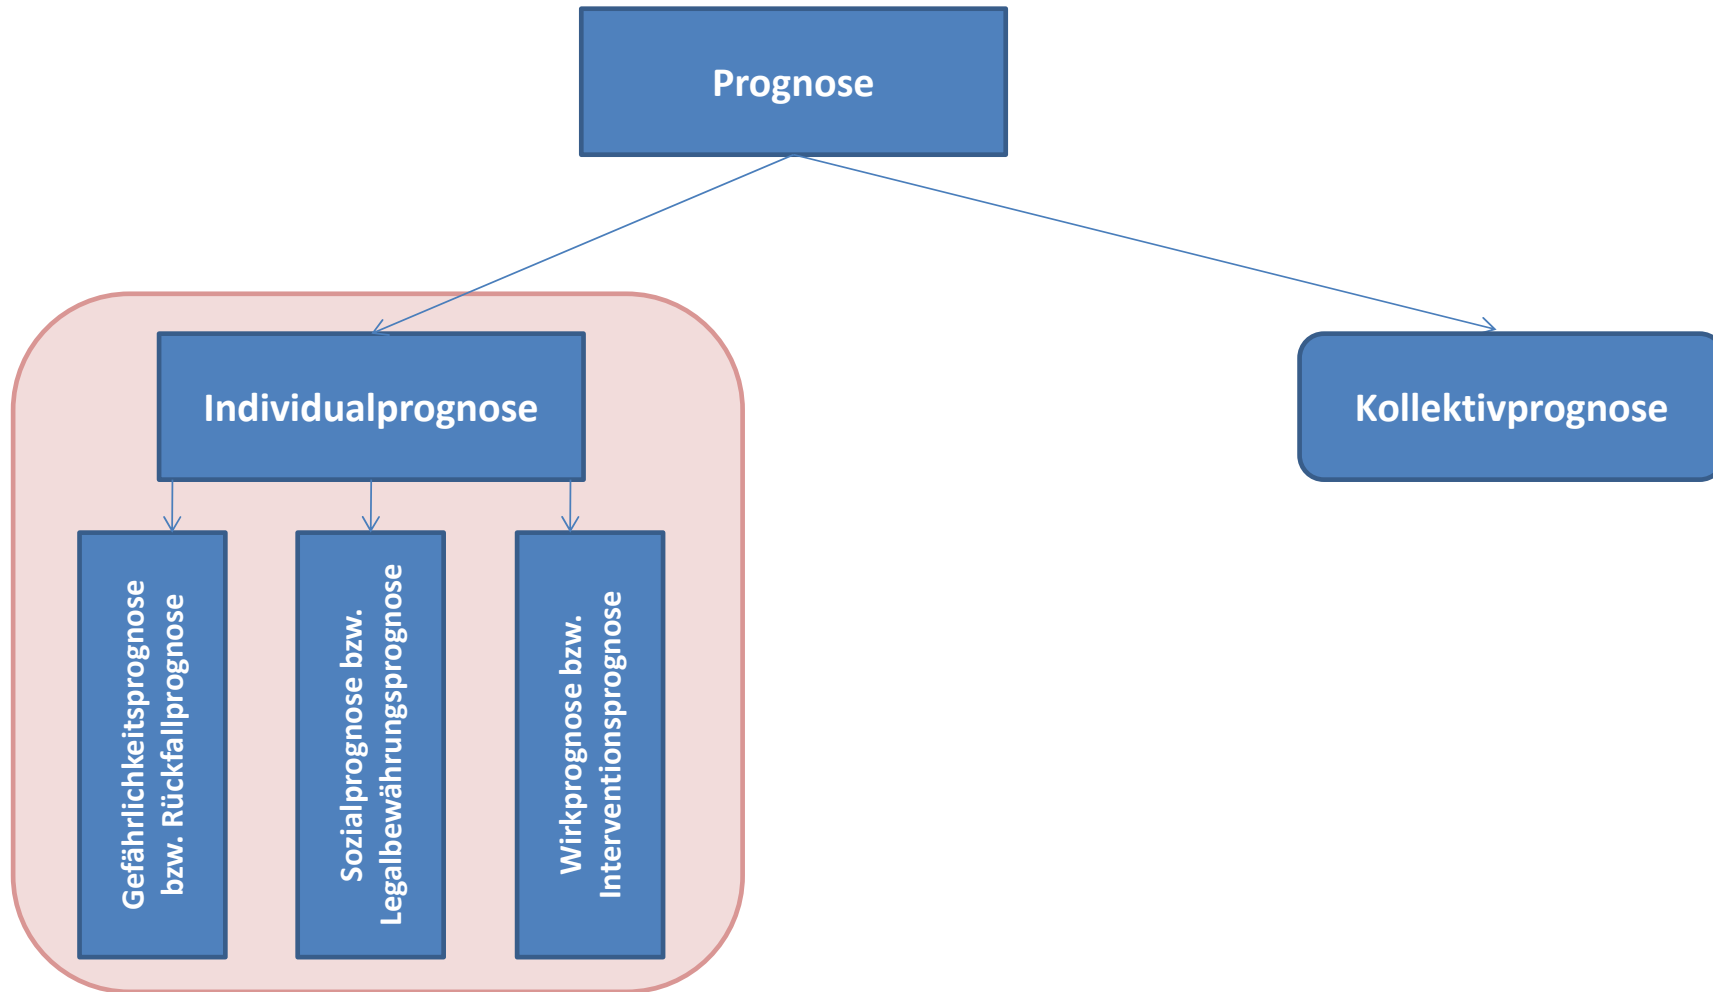 Prognose
Individualprognose
Kollektivprognose
Gefährlichkeitsprognose
bzw. Rückfallprognose
Sozialprognose bzw.
Legalbewährungsprognose
Wirkprognose bzw.
Interventionsprognose